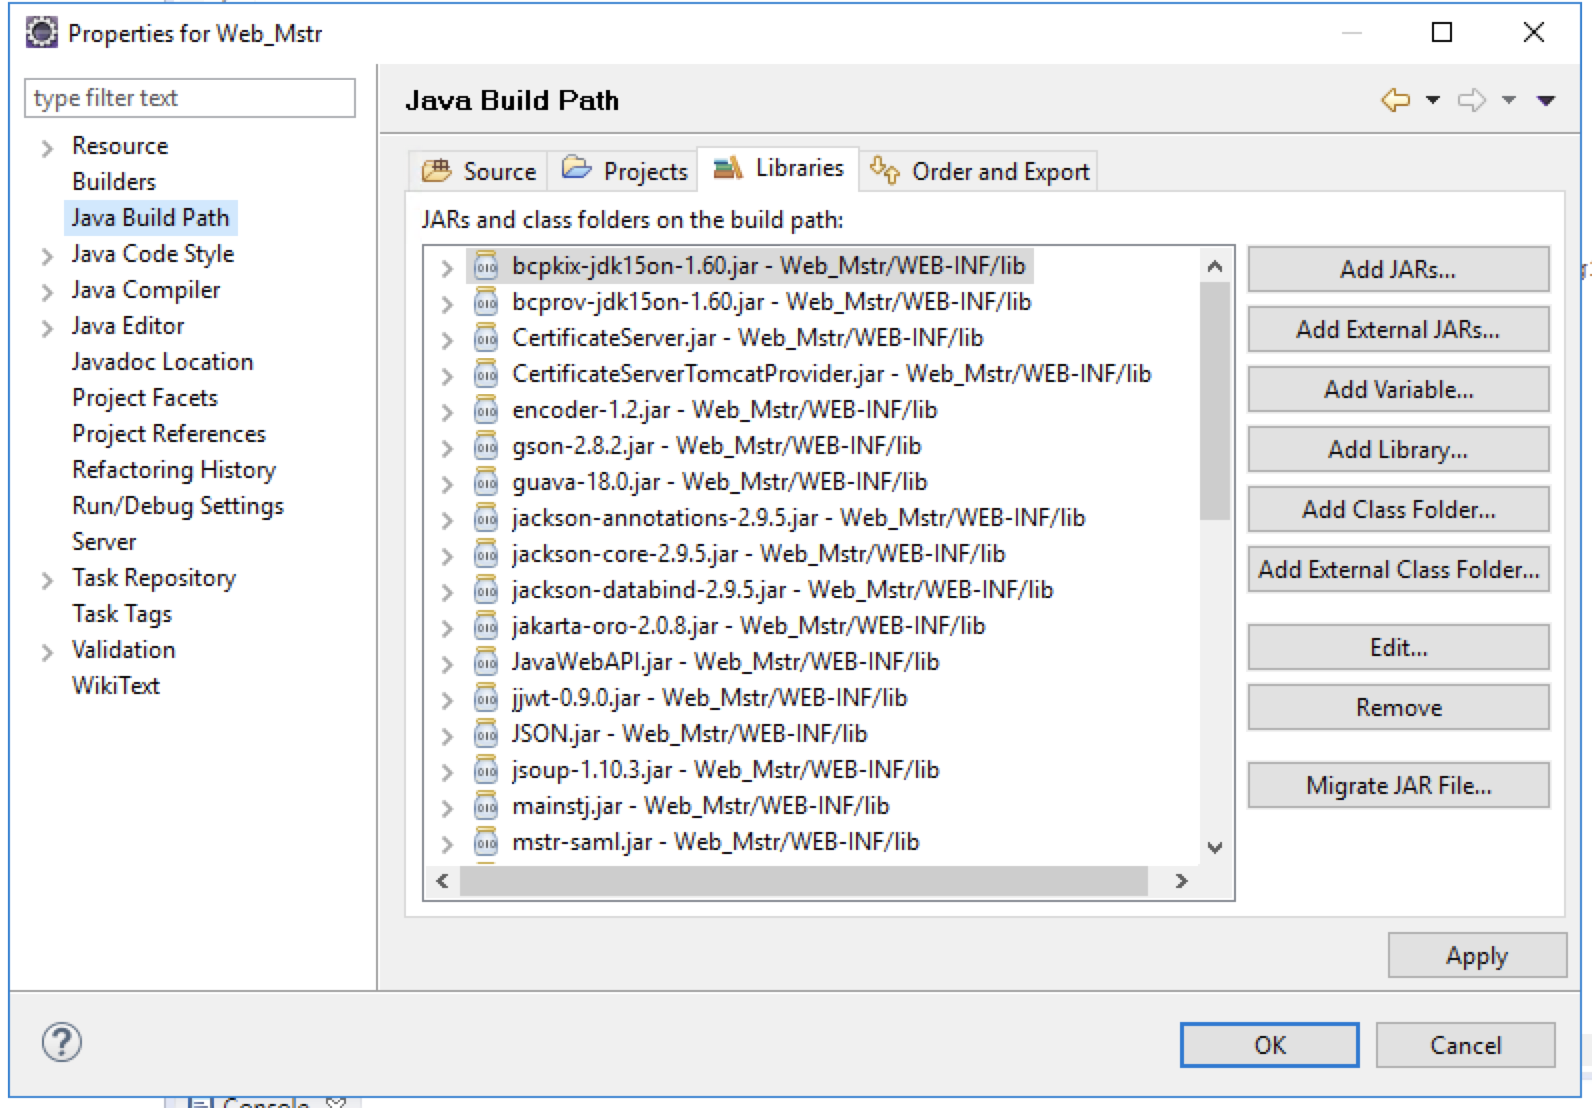 Properties for Web_Mstr
type filter text
Resource
Builders
Java Build Path
Java Code Style
Java Compiler
Java Editor
Javadoc Location
Project Facets
Project References
Refactoring History
Run/Debug Settings
Server
Task Repository
Task Tags
Validation
WikiText
Java Build Path
Source
Projects
Libraries
Order and Export
JARs and class folders on the build path:
bcpkix-jdk15on-1.60.jar - Web_Mstr/WEB-INF/lib
bcprov-jdk15on-1.60.jar - Web_Mstr/WEB-INF/lib
CertificateServer.jar - Web_Mstr/WEB-INF/lib
CertificateServerTomcatProvider.jar - Web_Mstr/WEB-INF/lib
encoder-1.2.jar - Web_Mstr/WEB-INF/lib
gson-2.8.2.jar - Web_Mstr/WEB-INF/lib
guava-18.0.jar - Web_Mstr/WEB-INF/lib
jackson-annotations-2.9.5.jar - Web_Mstr/WEB-INF/lib
jackson-core-2.9.5.jar - Web_Mstr/WEB-INF/lib
jackson-databind-2.9.5.jar - Web_Mstr/WEB-INF/lib
jakarta-oro-2.0.8.jar - Web_Mstr/WEB-INF/lib
JavaWebAPI.jar - Web_Mstr/WEB-INF/lib
jjwt-0.9.0.jar - Web_Mstr/WEB-INF/lib
JSON.jar - Web_Mstr/WEB-INF/lib
jsoup-1.10.3.jar - Web_Mstr/WEB-INF/lib
mainstj.jar - Web_Mstr/WEB-INF/lib
mstr-saml.jar - Web_Mstr/WEB-INF/lib
Add JARs...
Add External JARs...
Add Variable...
Add Library...
Add Class Folder...
Add External Class Folder...
Edit...
Remove
Migrate JAR File...
Apply
OK
Cancel
Console